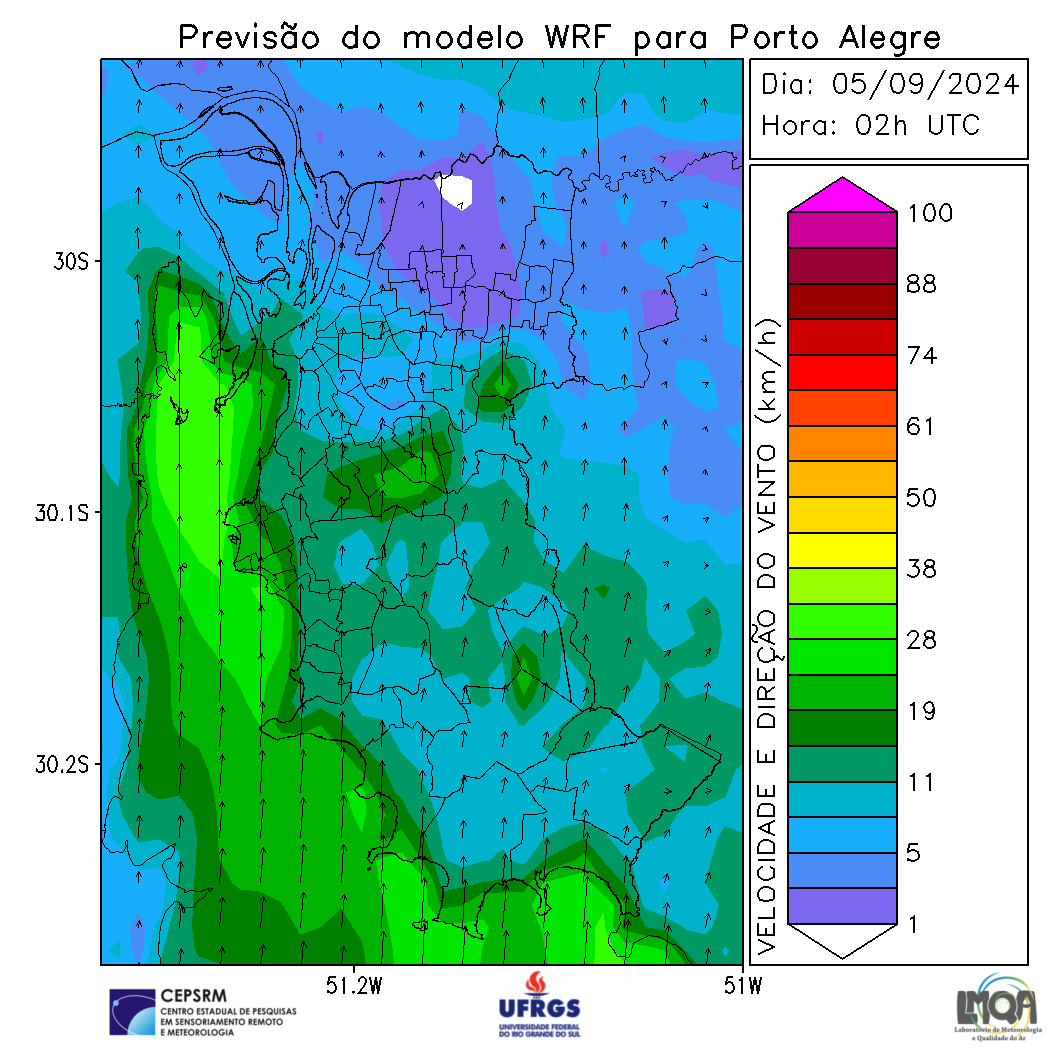 Previsão do modelo WRF para Porto Alegre
Dia: 05/09/2024
Hora: 02h UTC
30S
30.1S
30.2S
51.2W
51W
VELOCIDADE E DIREÇÃO DO VENTO (km/h)
100
88
74
61
50
38
28
19
11
5
1
CEPSRM
CENTRO ESTADUAL DE PESQUISAS
EM SENSORIAMENTO REMOTO
E METEOROLOGIA
UFRGS
UNIVERSIDADE FEDERAL
DO RIO GRANDE DO SUL
LMQA
Laboratório de Meteorologia
e Qualidade do Ar